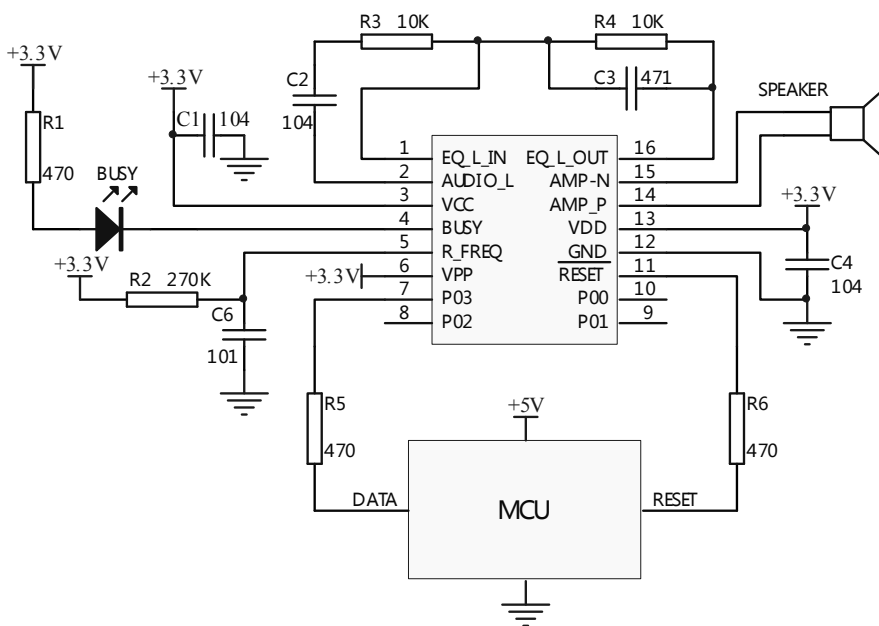 R3 10K
R4 10K
+3.3V
+3.3V
C2
104
C3 471
SPEAKER
R1
470
C1 104
BUSY
1 EQ_L_IN EQ_L_OUT 16
2 AUDIO_L AMP-N 15
3 VCC AMP_P 14
4 BUSY VDD 13
5 R_FREQ GND 12
6 VPP RESET 11
7 P03 P00 10
8 P02 P01 9
+3.3V
+3.3V
R2 270K
+3.3V
C4
104
C6
101
R5
470
+5V
R6
470
DATA
MCU
RESET